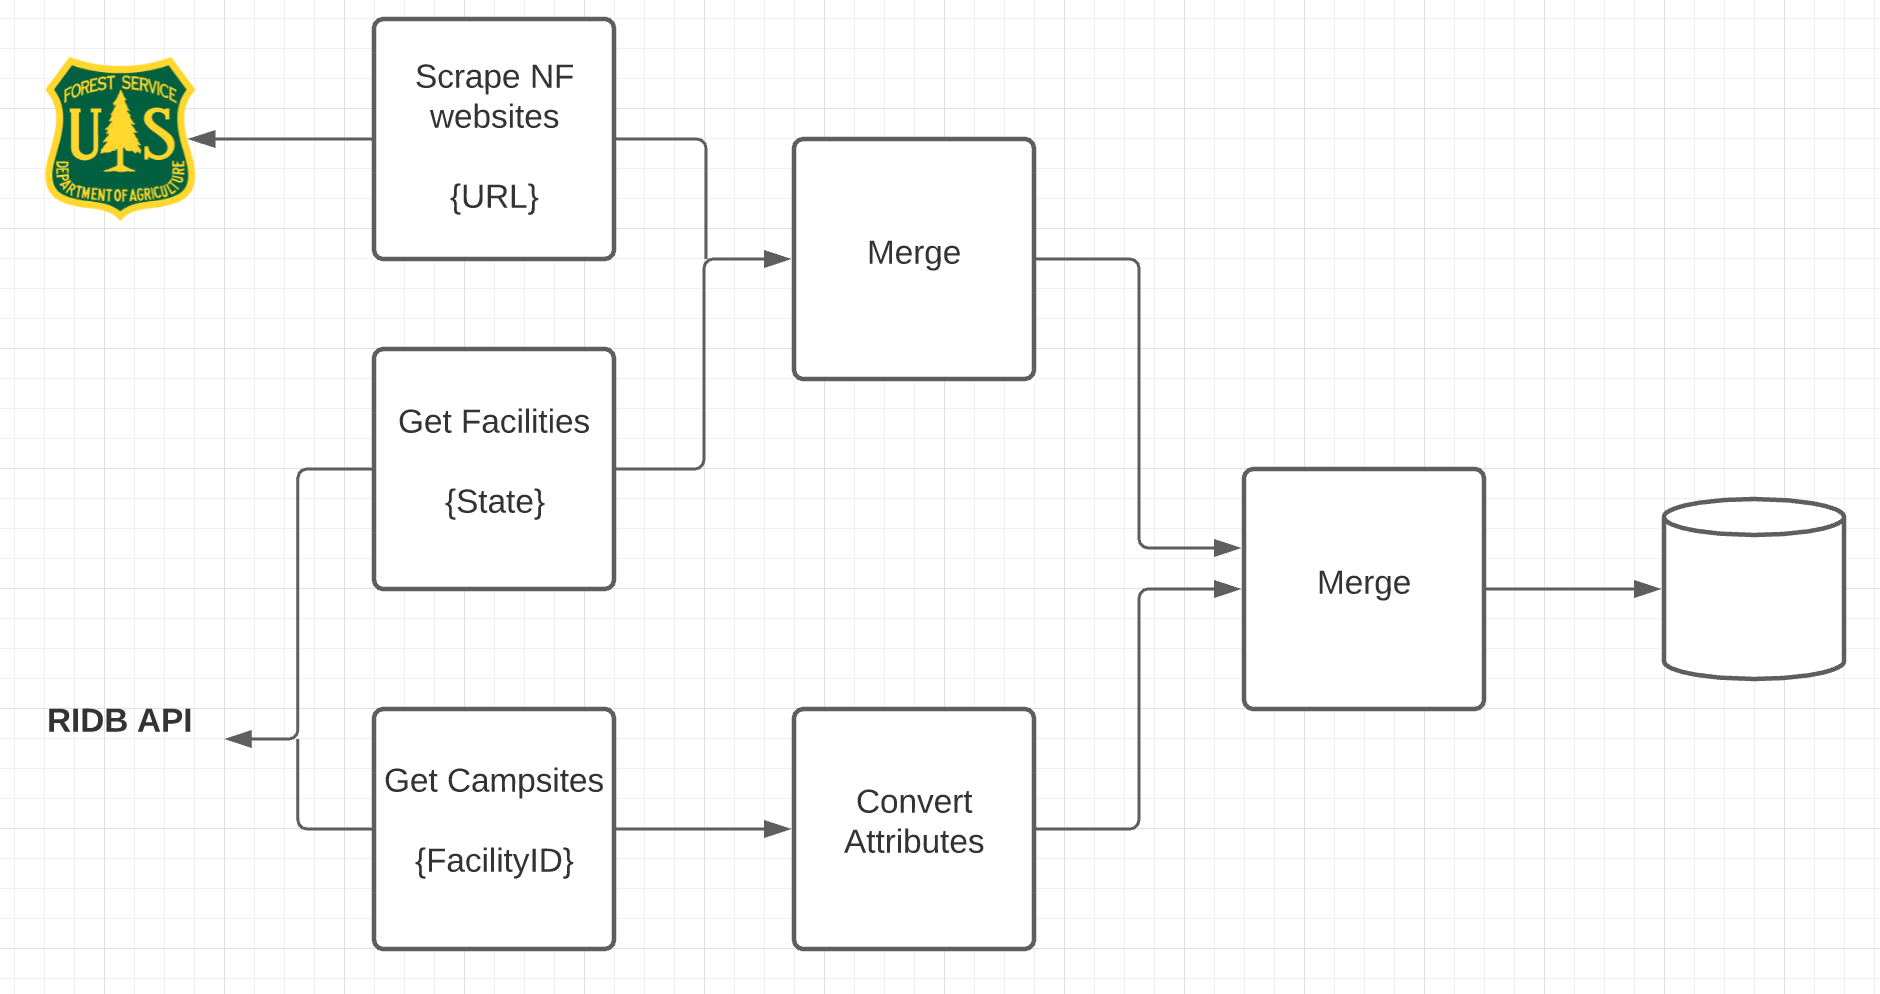 FOREST SERVICE
U S
DEPARTMENT OF AGRICULTURE
Scrape NF
websites
{URL}
Merge
Get Facilities
{State}
Merge
RIDB API
Get Campsites
{FacilityID}
Convert
Attributes